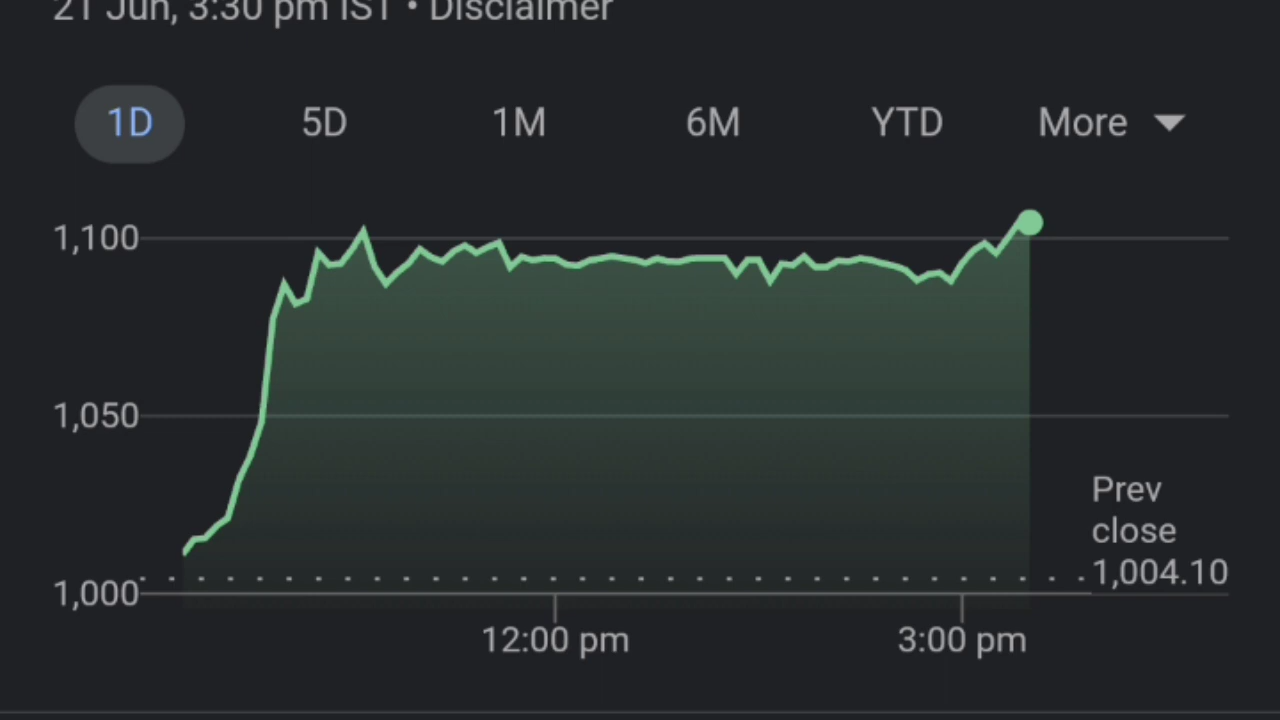 21 Jun, 3:30 pm IST • Disclaimer
1D 5D 1M 6M YTD More
1,100
1,050
Prev
close
1,004.10
1,000
12:00 pm 3:00 pm